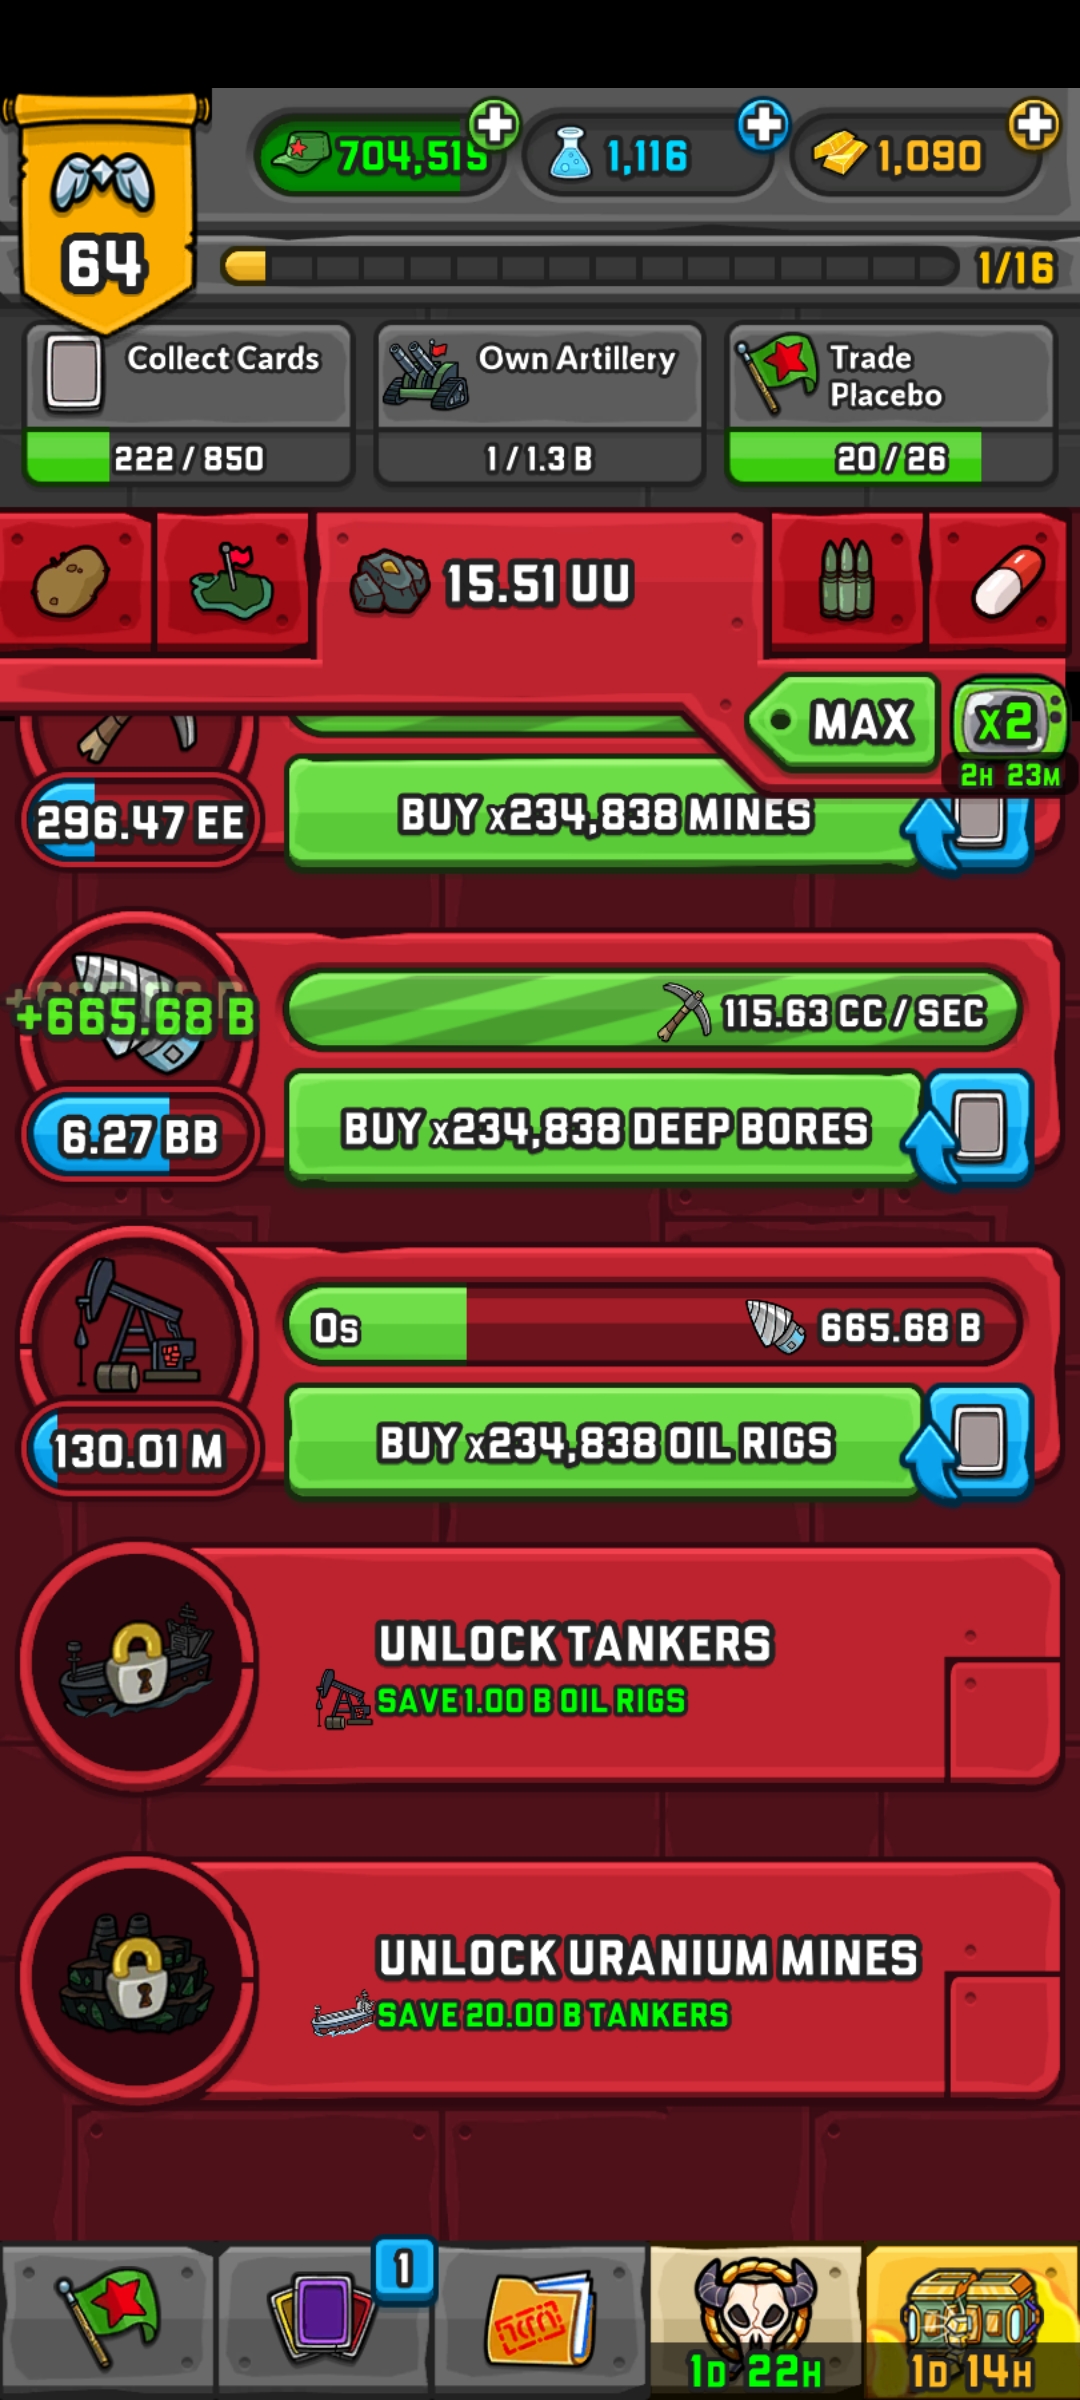 704,515
1,116
1,090
64
1/16
Collect Cards
222 / 850
Own Artillery
1 / 1.3 B
Trade
Placebo
20 / 26
15.51 UU
MAX
X2
2H 23M
296.47 EE
BUY x234,838 MINES
+665.68 B
115.63 CC / SEC
6.27 BB
BUY x234,838 DEEP BORES
0s
665.68 B
130.01 M
BUY x234,838 OIL RIGS
UNLOCK TANKERS
SAVE 1.00 B OIL RIGS
UNLOCK URANIUM MINES
SAVE 20.00 B TANKERS
1
1D 22H
1D 14H